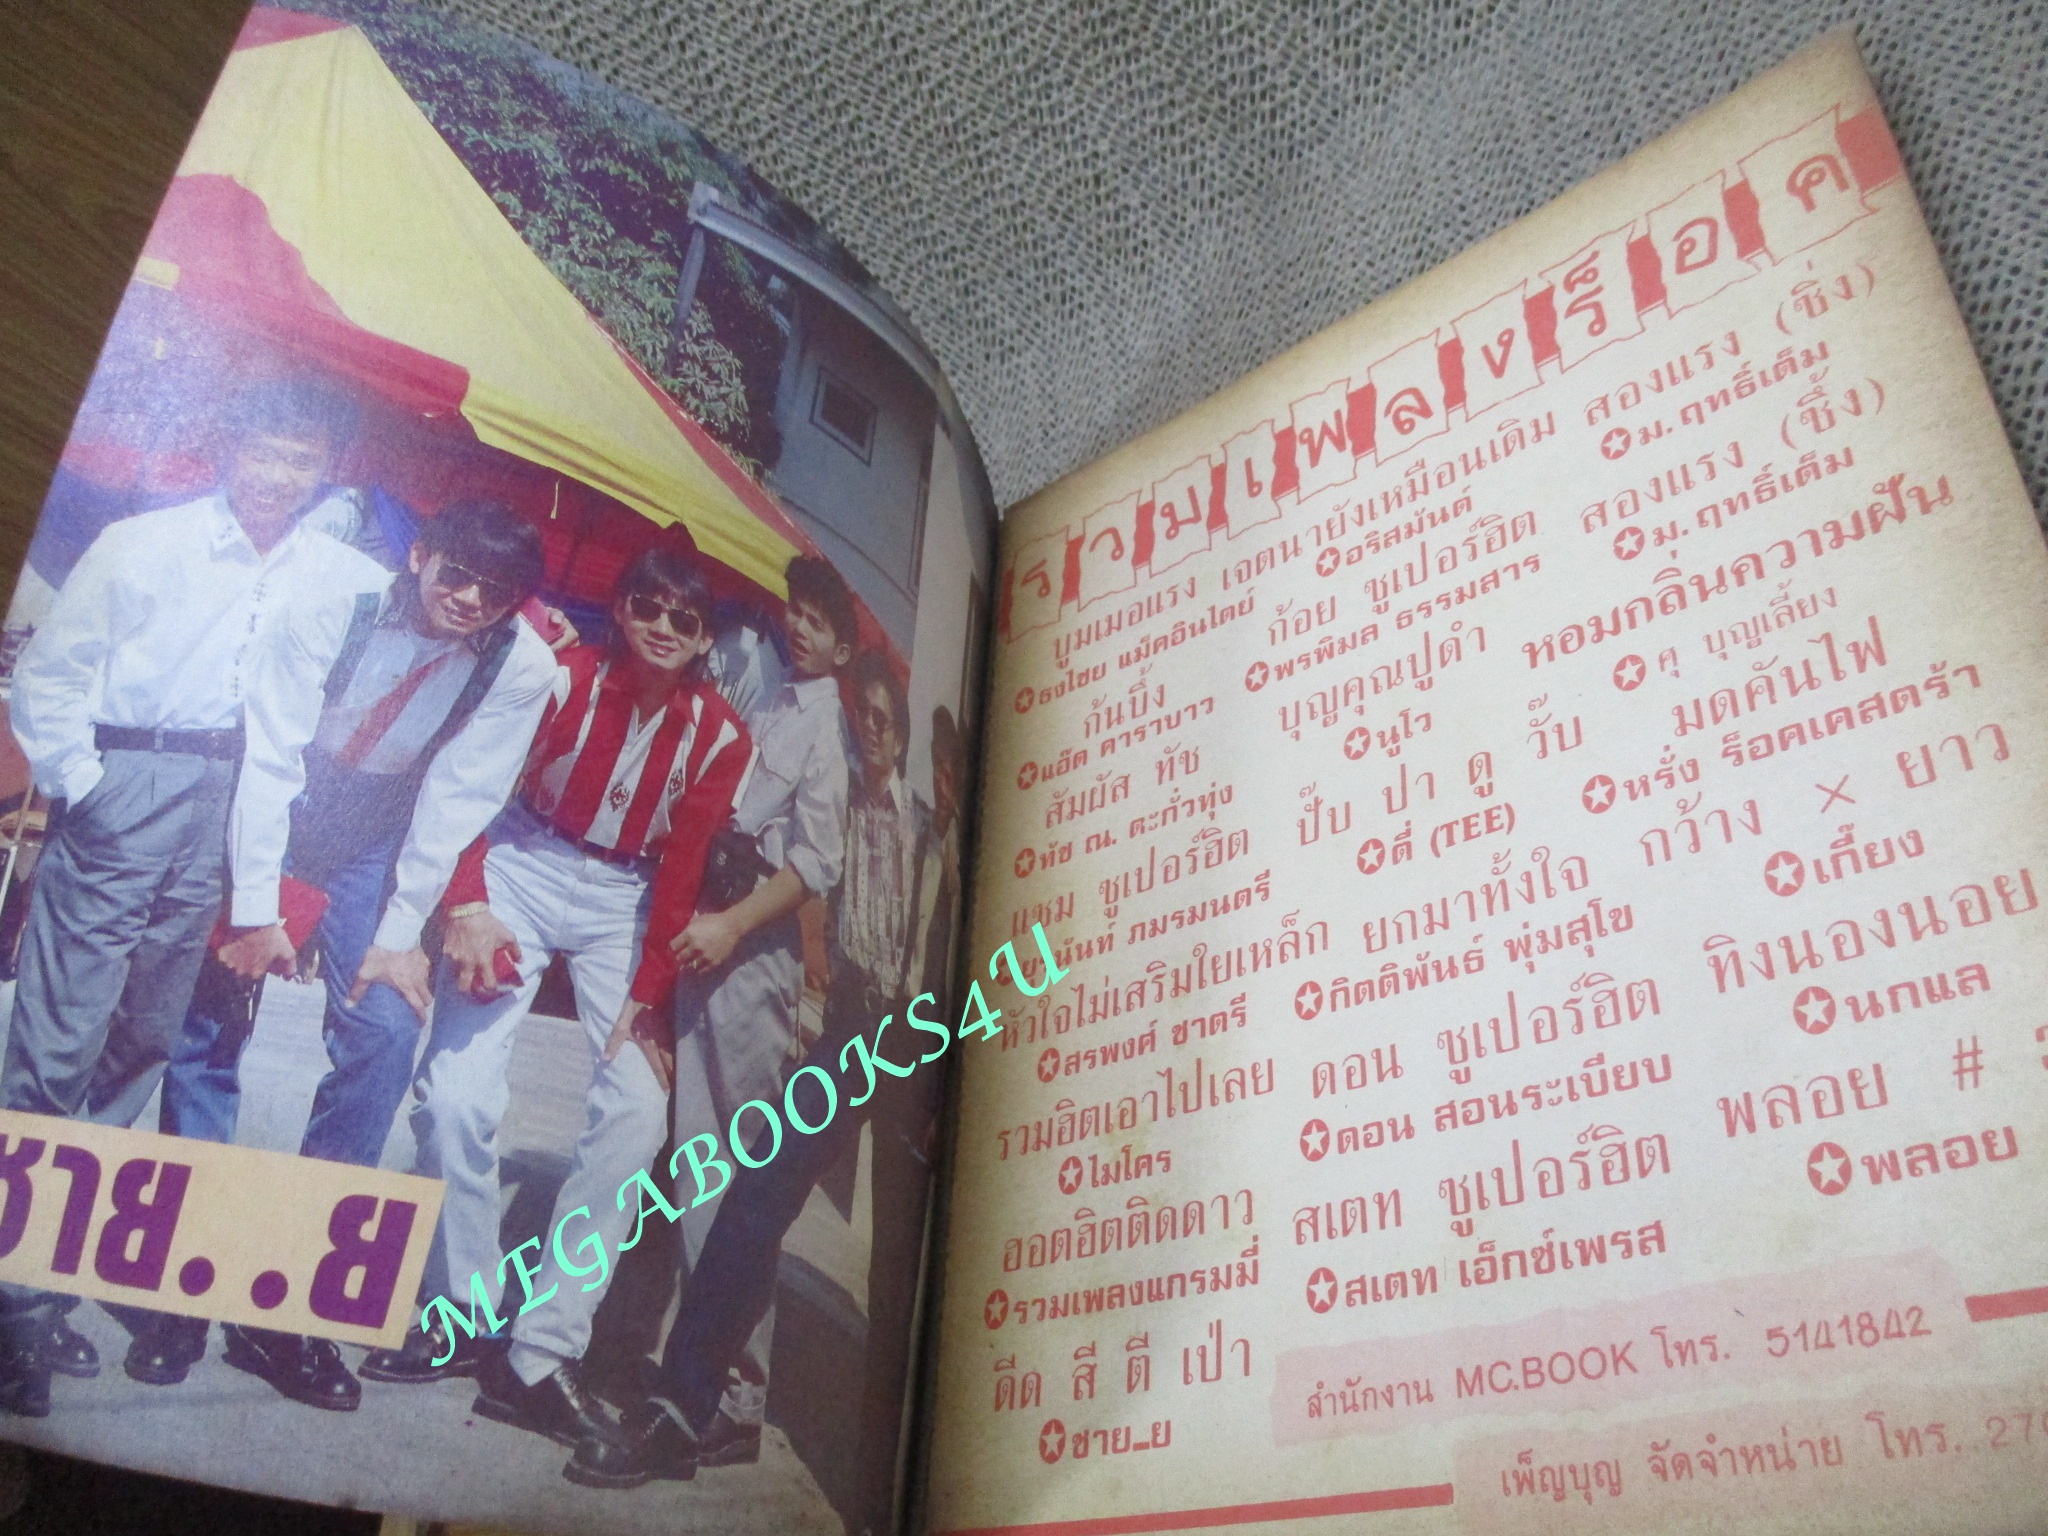 ชาย..ย
MEGABOOKS4U
รวมเพลงร็อค
บูมเมอแรง เจตนายังเหมือนเดิม สองแรง (ซิ่ง)
ธงไชย แม็คอินไตย์ อริสมันต์ ม.ฤทธิ์เต็ม
ก้นบึ้ง ก้อย ซูเปอร์ฮิต สองแรง (ซึ้ง)
แอ๊ด คาราบาว พรพิมล ธรรมสาร ม.ฤทธิ์เต็ม
สัมผัส ทัช บุญคุณปูดำ หอมกลิ่นความฝัน
ทัช ณ. ตะกั่วทุ่ง นูโว ศุ บุญเลี้ยง
แซม ซูเปอร์ฮิต ปั๊บ ปา ดู วั๊บ มดคันไฟ
ยุรนันท์ ภมรมนตรี ตี่ (TEE) หรั่ง ร็อคเคสตร้า
หัวใจไม่เสริมใยเหล็ก ยกมาทั้งใจ กว้าง × ยาว
สรพงศ์ ชาตรี กิตติพันธ์ พุ่มสุโข เกี๊ยง
รวมฮิตเอาไปเลย ดอน ซูเปอร์ฮิต ทิงนองนอย
ไมโคร ดอน สอนระเบียบ นกแล
ฮอตฮิตติดดาว สเตท ซูเปอร์ฮิต พลอย #
รวมเพลงแกรมมี่ สเตท เอ็กซ์เพรส พลอย
ดีด สี ตี เป่า
ชาย...ย
สำนักงาน MC.BOOK โทร. 5141842
เพ็ญบุญ จัดจำหน่าย โทร. 27